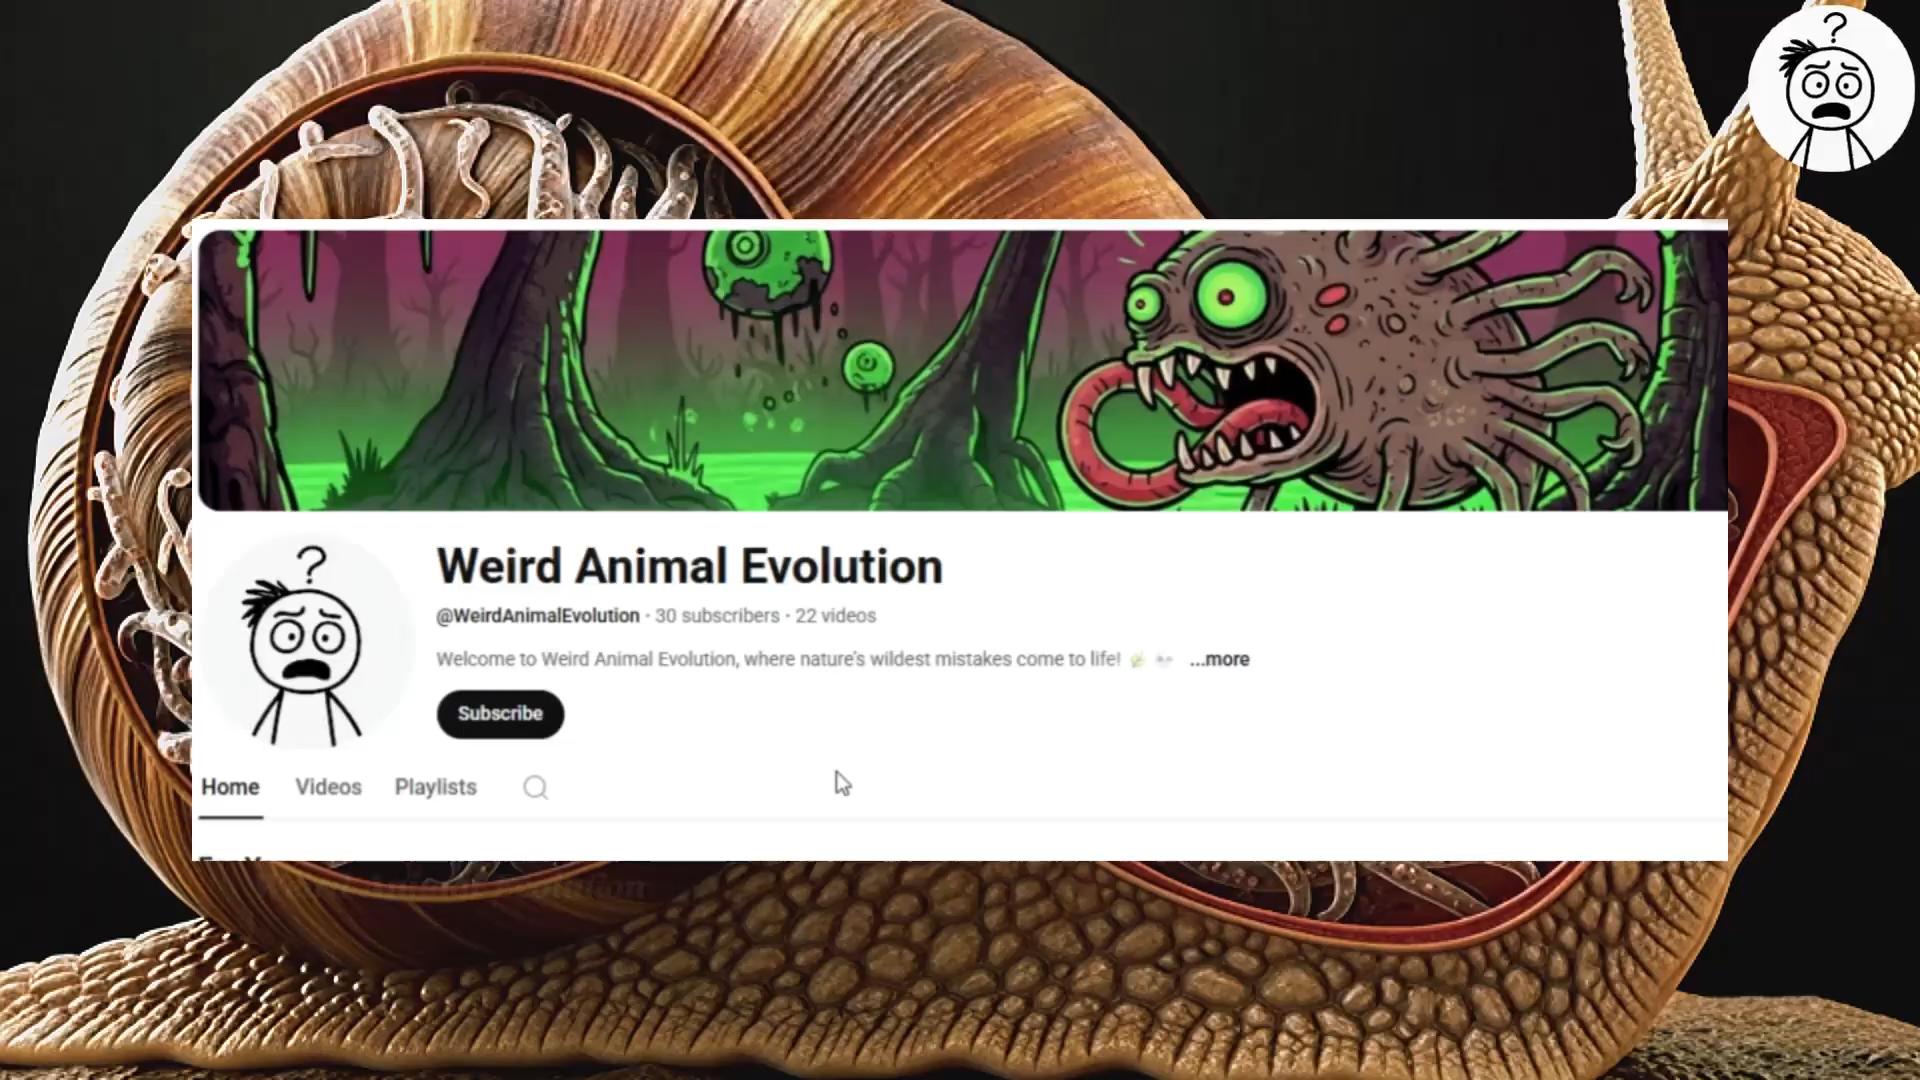 ?
Weird Animal Evolution
@WeirdAnimalEvolution · 30 subscribers · 22 videos
Welcome to Weird Animal Evolution, where nature's wildest mistakes come to life! ...more
Subscribe
Home Videos Playlists